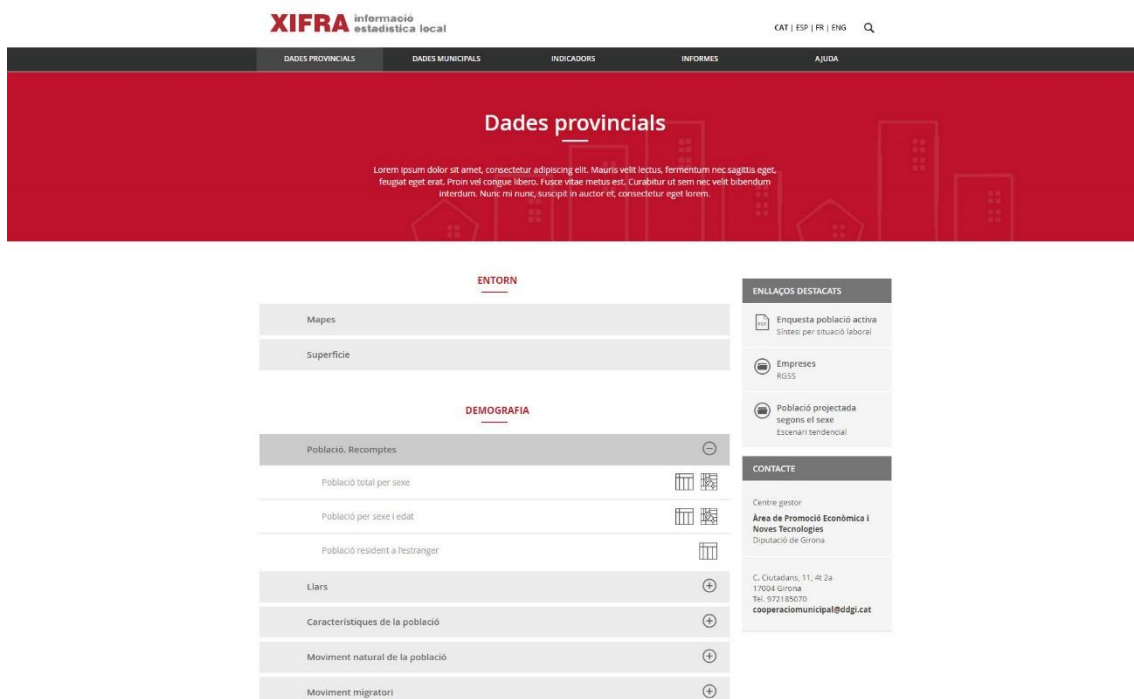 XIFRA informació
estadística local
CAT | ESP | FR | ENG
DADES PROVINCIALS DADES MUNICIPALS INDICADORS INFORMES AJUDA
Dades provincials
Lorem ipsum dolor sit amet, consectetur adipiscing elit. Mauris velit lectus, fermentum nec sagittis eget,
feugiat eget erat. Proin vel congue libero. Fusce vitae metus est. Curabitur ut sem nec velit bibendum
interdum. Nunc mi nunc, suscipit in auctor et, consectetur eget lorem.
ENTORN
Mapes
Superfície
DEMOGRAFIA
Població. Recomptes
Població total per sexe
Població per sexe i edat
Població resident a l'estranger
Llars
Característiques de la població
Moviment natural de la població
Moviment migratori
ENLLAÇOS DESTACATS
PDF
Enquesta població activa
Síntesi per situació laboral
Empreses
RGSS
Població projectada
segons el sexe
Escenari tendencial
CONTACTE
Centre gestor
Àrea de Promoció Econòmica i
Noves Tecnologies
Diputació de Girona
C. Ciutadans, 11, 4t 2a
17004 Girona
Tel. 972185070
cooperaciomunicipal@ddgi.cat